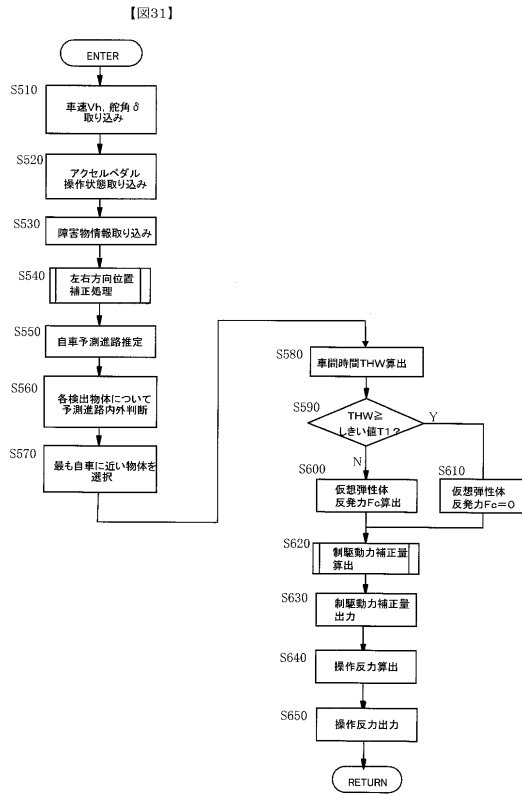 【図31】
ENTER
S510
車速Vh, 舵角δ
取り込み
S520
アクセルペダル
操作状態取り込み
S530
障害物情報取り込み
S540
左右方向位置
補正処理
S550
自車予測進路推定
S560
各検出物体について
予測進路内外判断
S570
最も自車に近い物体を
選択
S580
車間時間THW算出
S590
THW≧
しきい値T1?
Y
N
S600
仮想弾性体
反発力Fc算出
S610
仮想弾性体
反発力Fc=0
S620
制駆動力補正量
算出
S630
制駆動力補正量
出力
S640
操作反力算出
S650
操作反力出力
RETURN